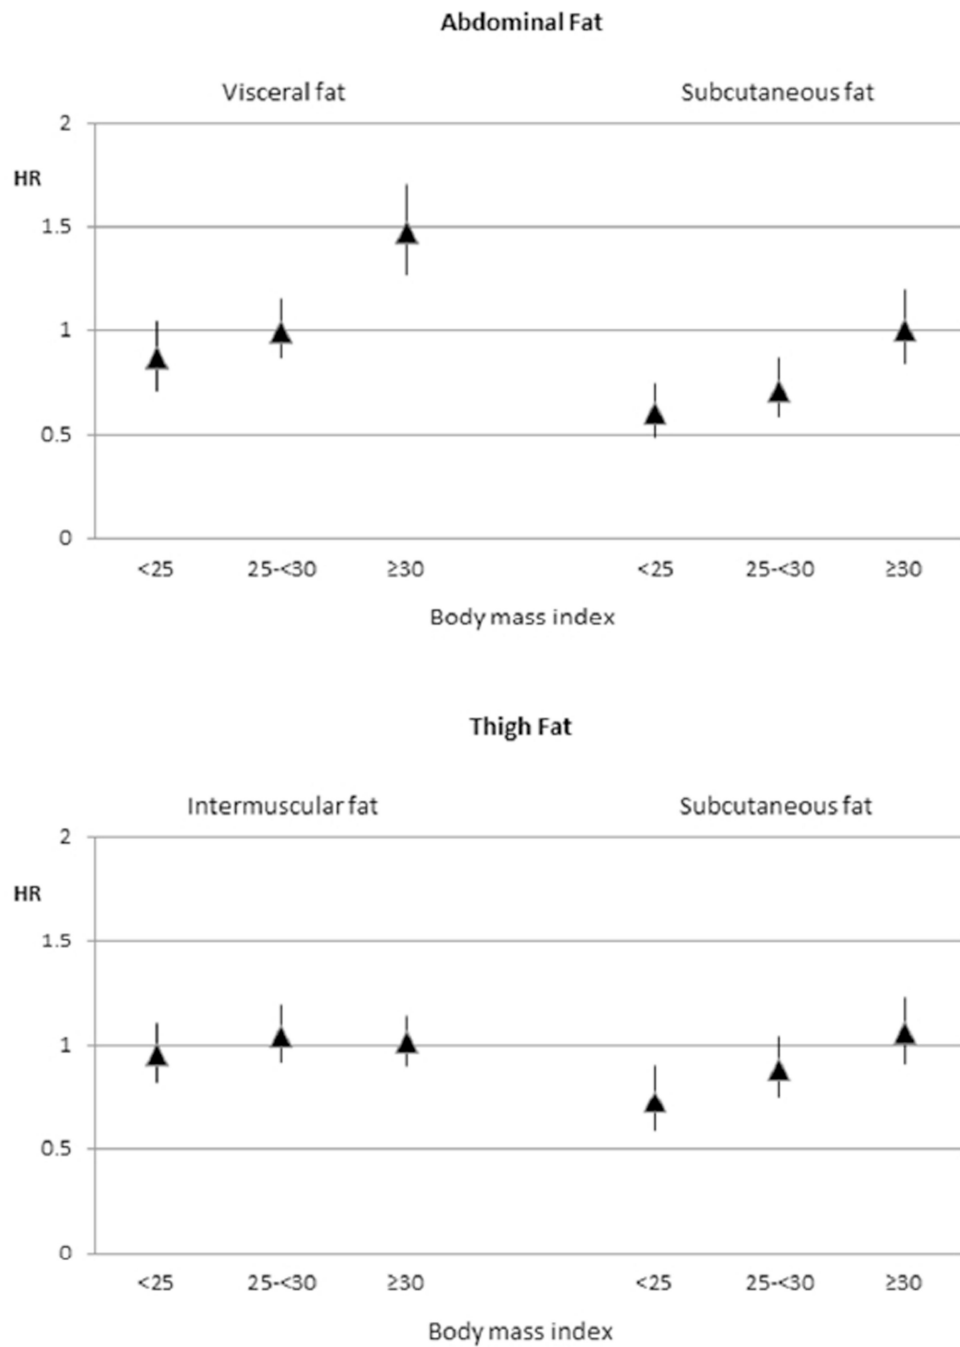 Abdominal Fat
Visceral fat Subcutaneous fat
2
HR
1.5
1
0.5
0
<25 25-<30 ≥30 <25 25-<30 ≥30
Body mass index
Thigh Fat
Intermuscular fat Subcutaneous fat
2
HR
1.5
1
0.5
0
<25 25-<30 ≥30 <25 25-<30 ≥30
Body mass index